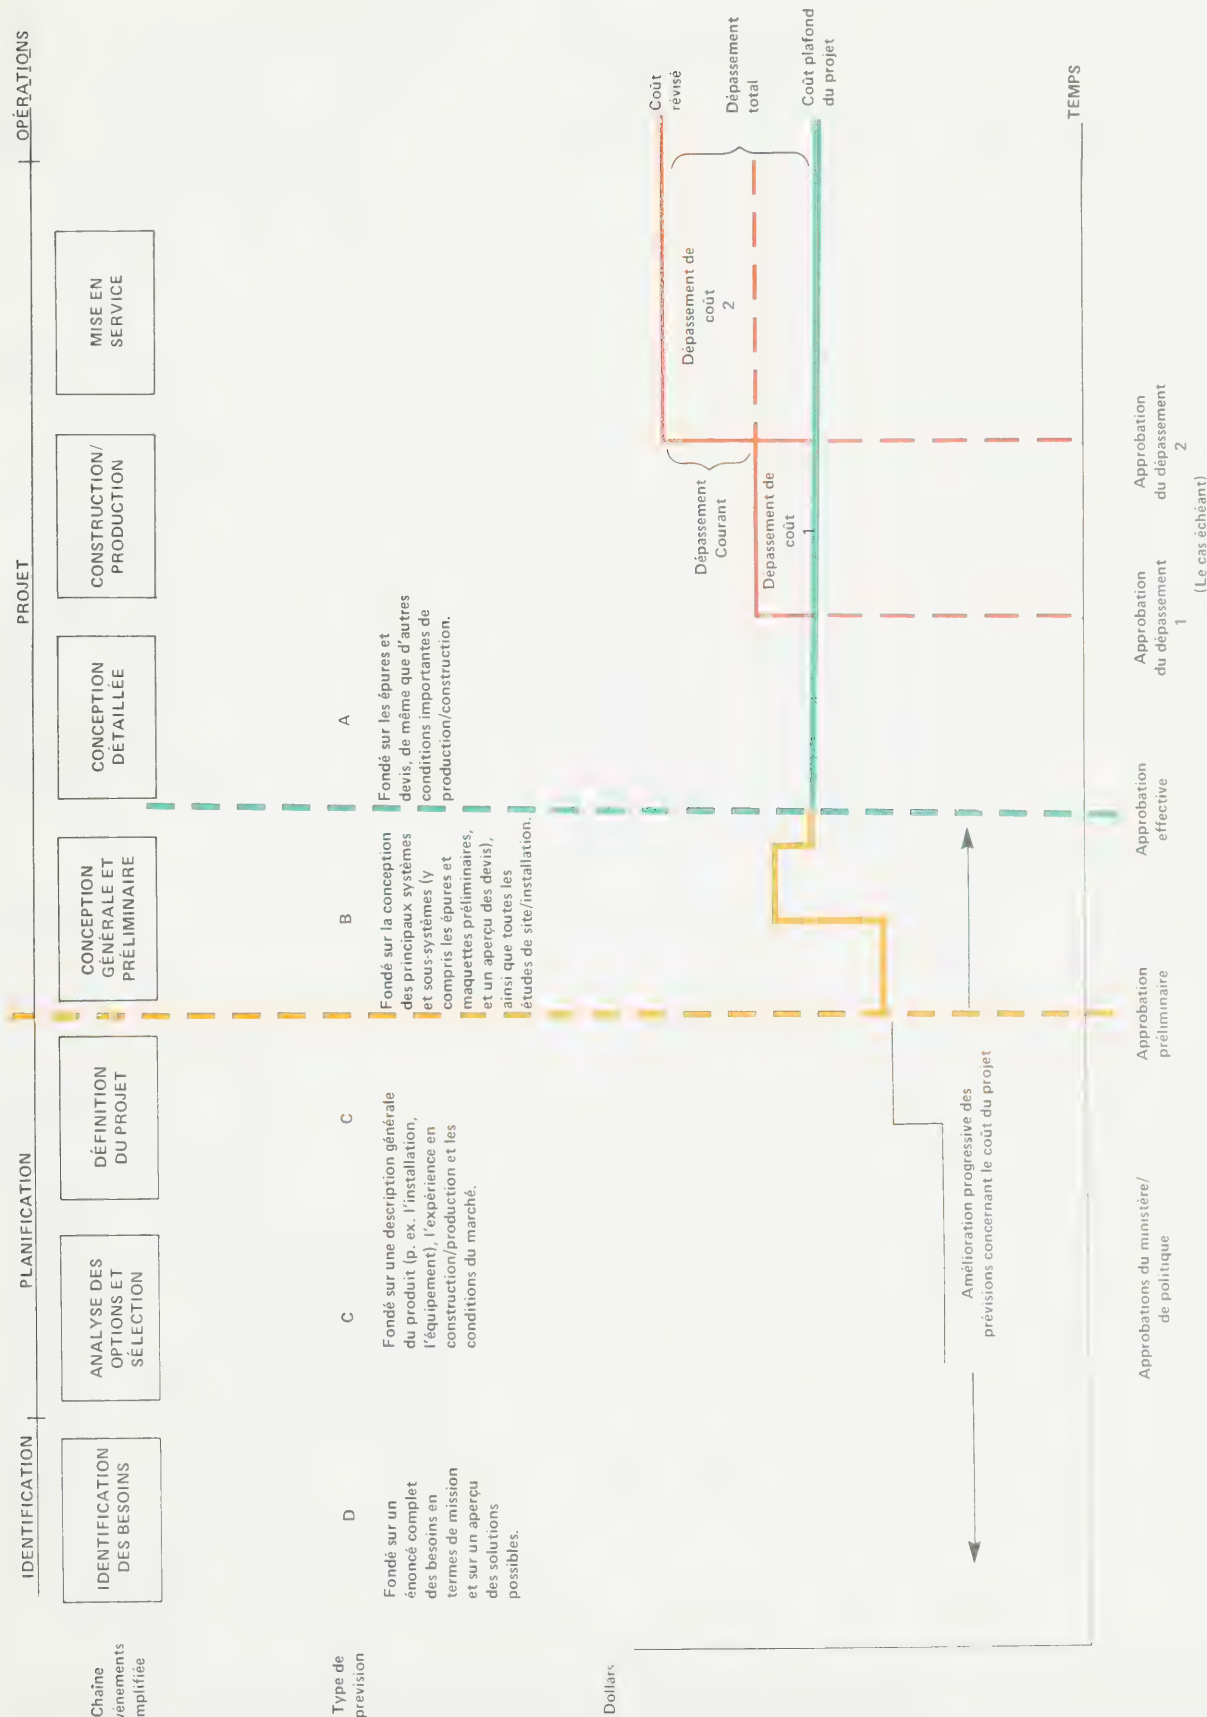 IDENTIFICATION
PLANIFICATION
PROJET
OPÉRATIONS
Chaîne
vénements
mplifiée
IDENTIFICATION
DES BESOINS
ANALYSE DES
OPTIONS ET
SÉLECTION
DÉFINITION
DU PROJET
CONCEPTION
GÉNÉRALE ET
PRÉLIMINAIRE
CONCEPTION
DÉTAILLÉE
CONSTRUCTION/
PRODUCTION
MISE EN
SERVICE
Type de
prevision
D
C
C
B
A
Fondé sur un
énoncé complet
des besoins en
termes de mission
et sur un aperçu
des solutions
possibles.
Fondé sur une description générale
du produit (p. ex. l'installation,
l'équipement), l'expérience en
construction/production et les
conditions du marché.
Fondé sur la conception
des principaux systèmes
et sous-systèmes (y
compris les épures et
maquettes préliminaires,
et un aperçu des devis),
ainsi que toutes les
études de site/installation.
Fondé sur les épures et
devis, de même que d'autres
conditions importantes de
production/construction.
Dollars
Coût
révisé
Dépassement
total
Coût plafond
du projet
Dépassement de
coût
2
Dépassement
Courant
Dépassement de
coût
1
Amélioration progressive des
prévisions concernant le coût du projet
TEMPS
Approbations du ministère/
de politique
Approbation
préliminaire
Approbation
effective
Approbation
du dépassement
1
Approbation
du dépassement
2
(Le cas échéant)